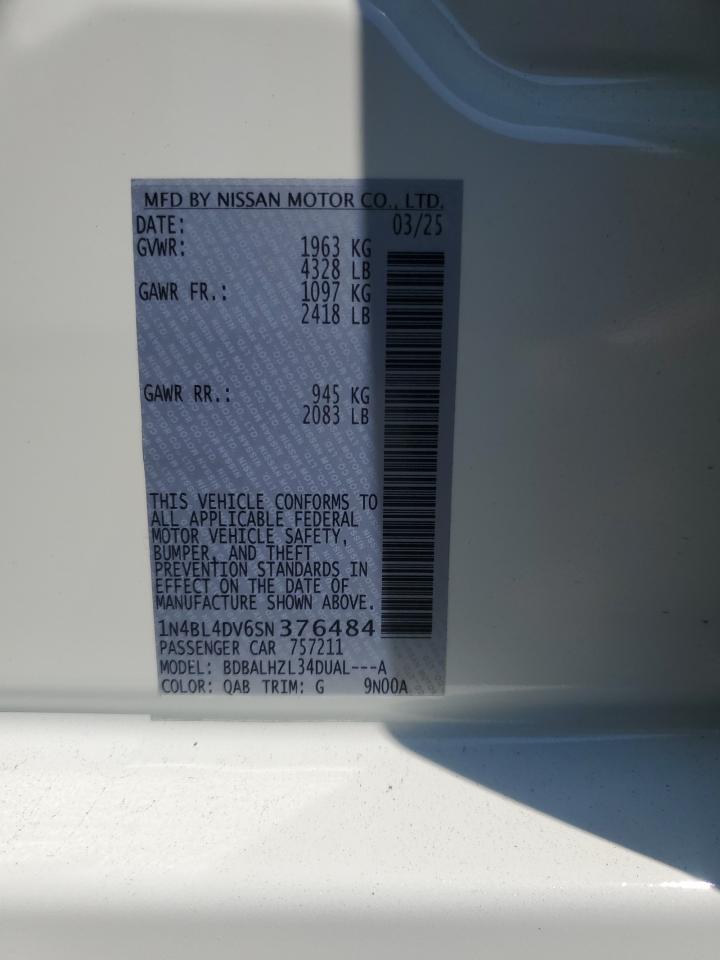 MFD BY NISSAN MOTOR CO., LTD.
DATE: 03/25
GVWR: 1963 KG
4328 LB
GAWR FR.: 1097 KG
2418 LB
GAWR RR.: 945 KG
2083 LB
THIS VEHICLE CONFORMS TO
ALL APPLICABLE FEDERAL
MOTOR VEHICLE SAFETY,
BUMPER, AND THEFT
PREVENTION STANDARDS IN
EFFECT ON THE DATE OF
MANUFACTURE SHOWN ABOVE.
1N4BL4DV6SN376484
PASSENGER CAR 757211
MODEL: BDBALHZL34DUAL---A
COLOR: QAB TRIM: G 9N00A